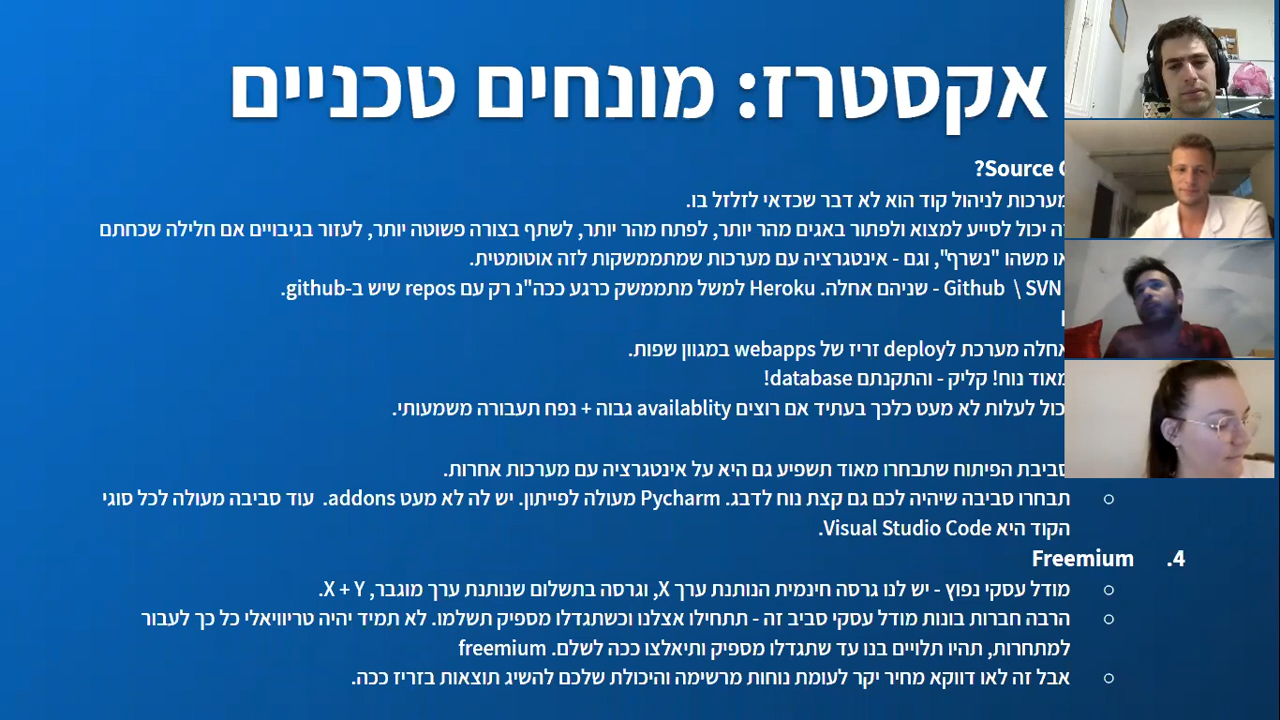 אקסטרז: מונחים טכניים
Source?
מערכות לניהול קוד הוא לא דבר שכדאי לזלזל בו.
יכול לסייע למצוא ולפתור באגים מהר יותר, לפתח מהר יותר, לשתף בצורה פשוטה יותר, לעזור בגיבויים אם חלילה שכחתם
או משהו "נשרף", וגם - אינטגרציה עם מערכות שמתממשקות לזה אוטומטית.
Github \ SVN - שניהם אחלה. Heroku למשל מתממשק כרגע ככה"נ רק עם repos שיש ב-github.
אחלה מערכת לdeploy זריז של webapps במגוון שפות.
מאוד נוח! קליק - והתקנתם database!
לעלות לא מעט כלכך בעתיד אם רוצים availablity גבוה + נפח תעבורה משמעותי.
סביבת הפיתוח שתבחרו מאוד תשפיע גם היא על אינטגרציה עם מערכות אחרות.
○ תבחרו סביבה שיהיה לכם גם קצת נוח לדבג. Pycharm מעולה לפייתון. יש לה לא מעט addons. עוד סביבה מעולה לכל סוגי
הקוד היא Visual Studio Code.
4. Freemium
○ מודל עסקי נפוץ - יש לנו גרסה חינמית הנותנת ערך X, וגרסה בתשלום שנותנת ערך מוגבר, X + Y.
○ הרבה חברות בונות מודל עסקי סביב זה - תתחילו אצלנו וכשתגדלו מספיק תשלמו. לא תמיד יהיה טריוויאלי כל כך לעבור
למתחרות, תהיו תלויים בנו עד שתגדלו מספיק ותיאלצו ככה לשלם. freemium
○ אבל זה לאו דווקא מחיר יקר לעומת נוחות מרשימה והיכולת שלכם להשיג תוצאות בזריז ככה.